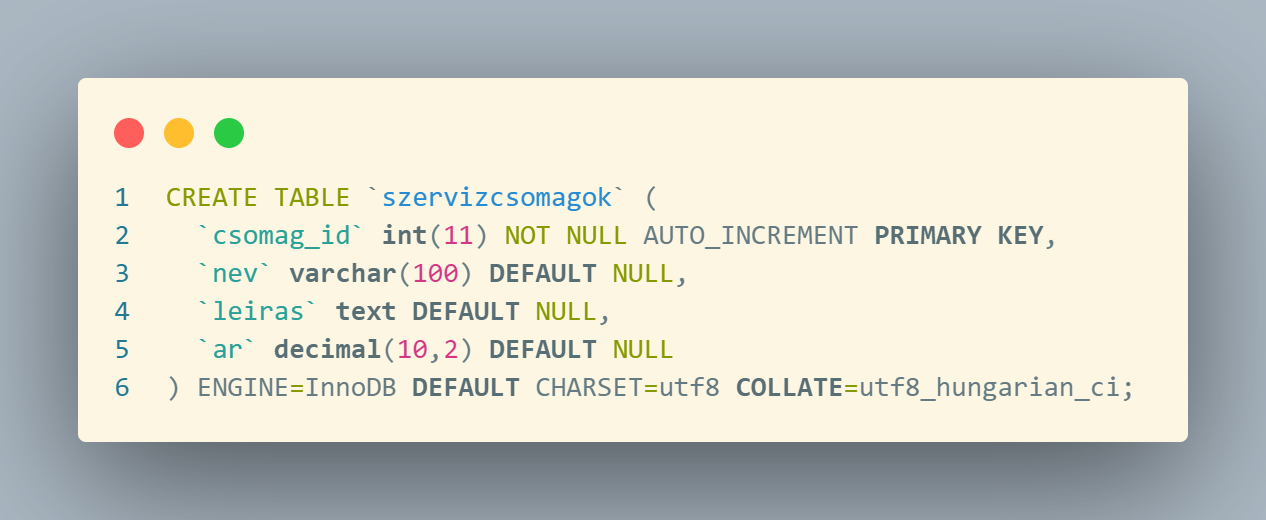 1 CREATE TABLE `szervizcsomagok` (
2 `csomag_id` int(11) NOT NULL AUTO_INCREMENT PRIMARY KEY,
3 `nev` varchar(100) DEFAULT NULL,
4 `leiras` text DEFAULT NULL,
5 `ar` decimal(10,2) DEFAULT NULL
6 ) ENGINE=InnoDB DEFAULT CHARSET=utf8 COLLATE=utf8_hungarian_ci;